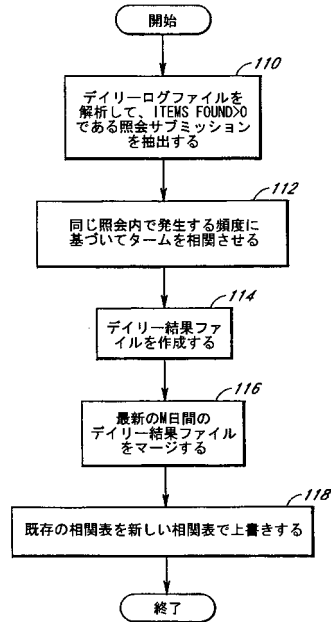 開始
110
デイリーログファイルを
解析して、ITEMS FOUND>0
である照会サブミッション
を抽出する
112
同じ照会内で発生する頻度に
基づいてタームを相関させる
114
デイリー結果ファ
イルを作成する
116
最新のM日間の
デイリー結果ファイル
をマージする
118
既存の相関表を新しい相関表で上書きする
終了